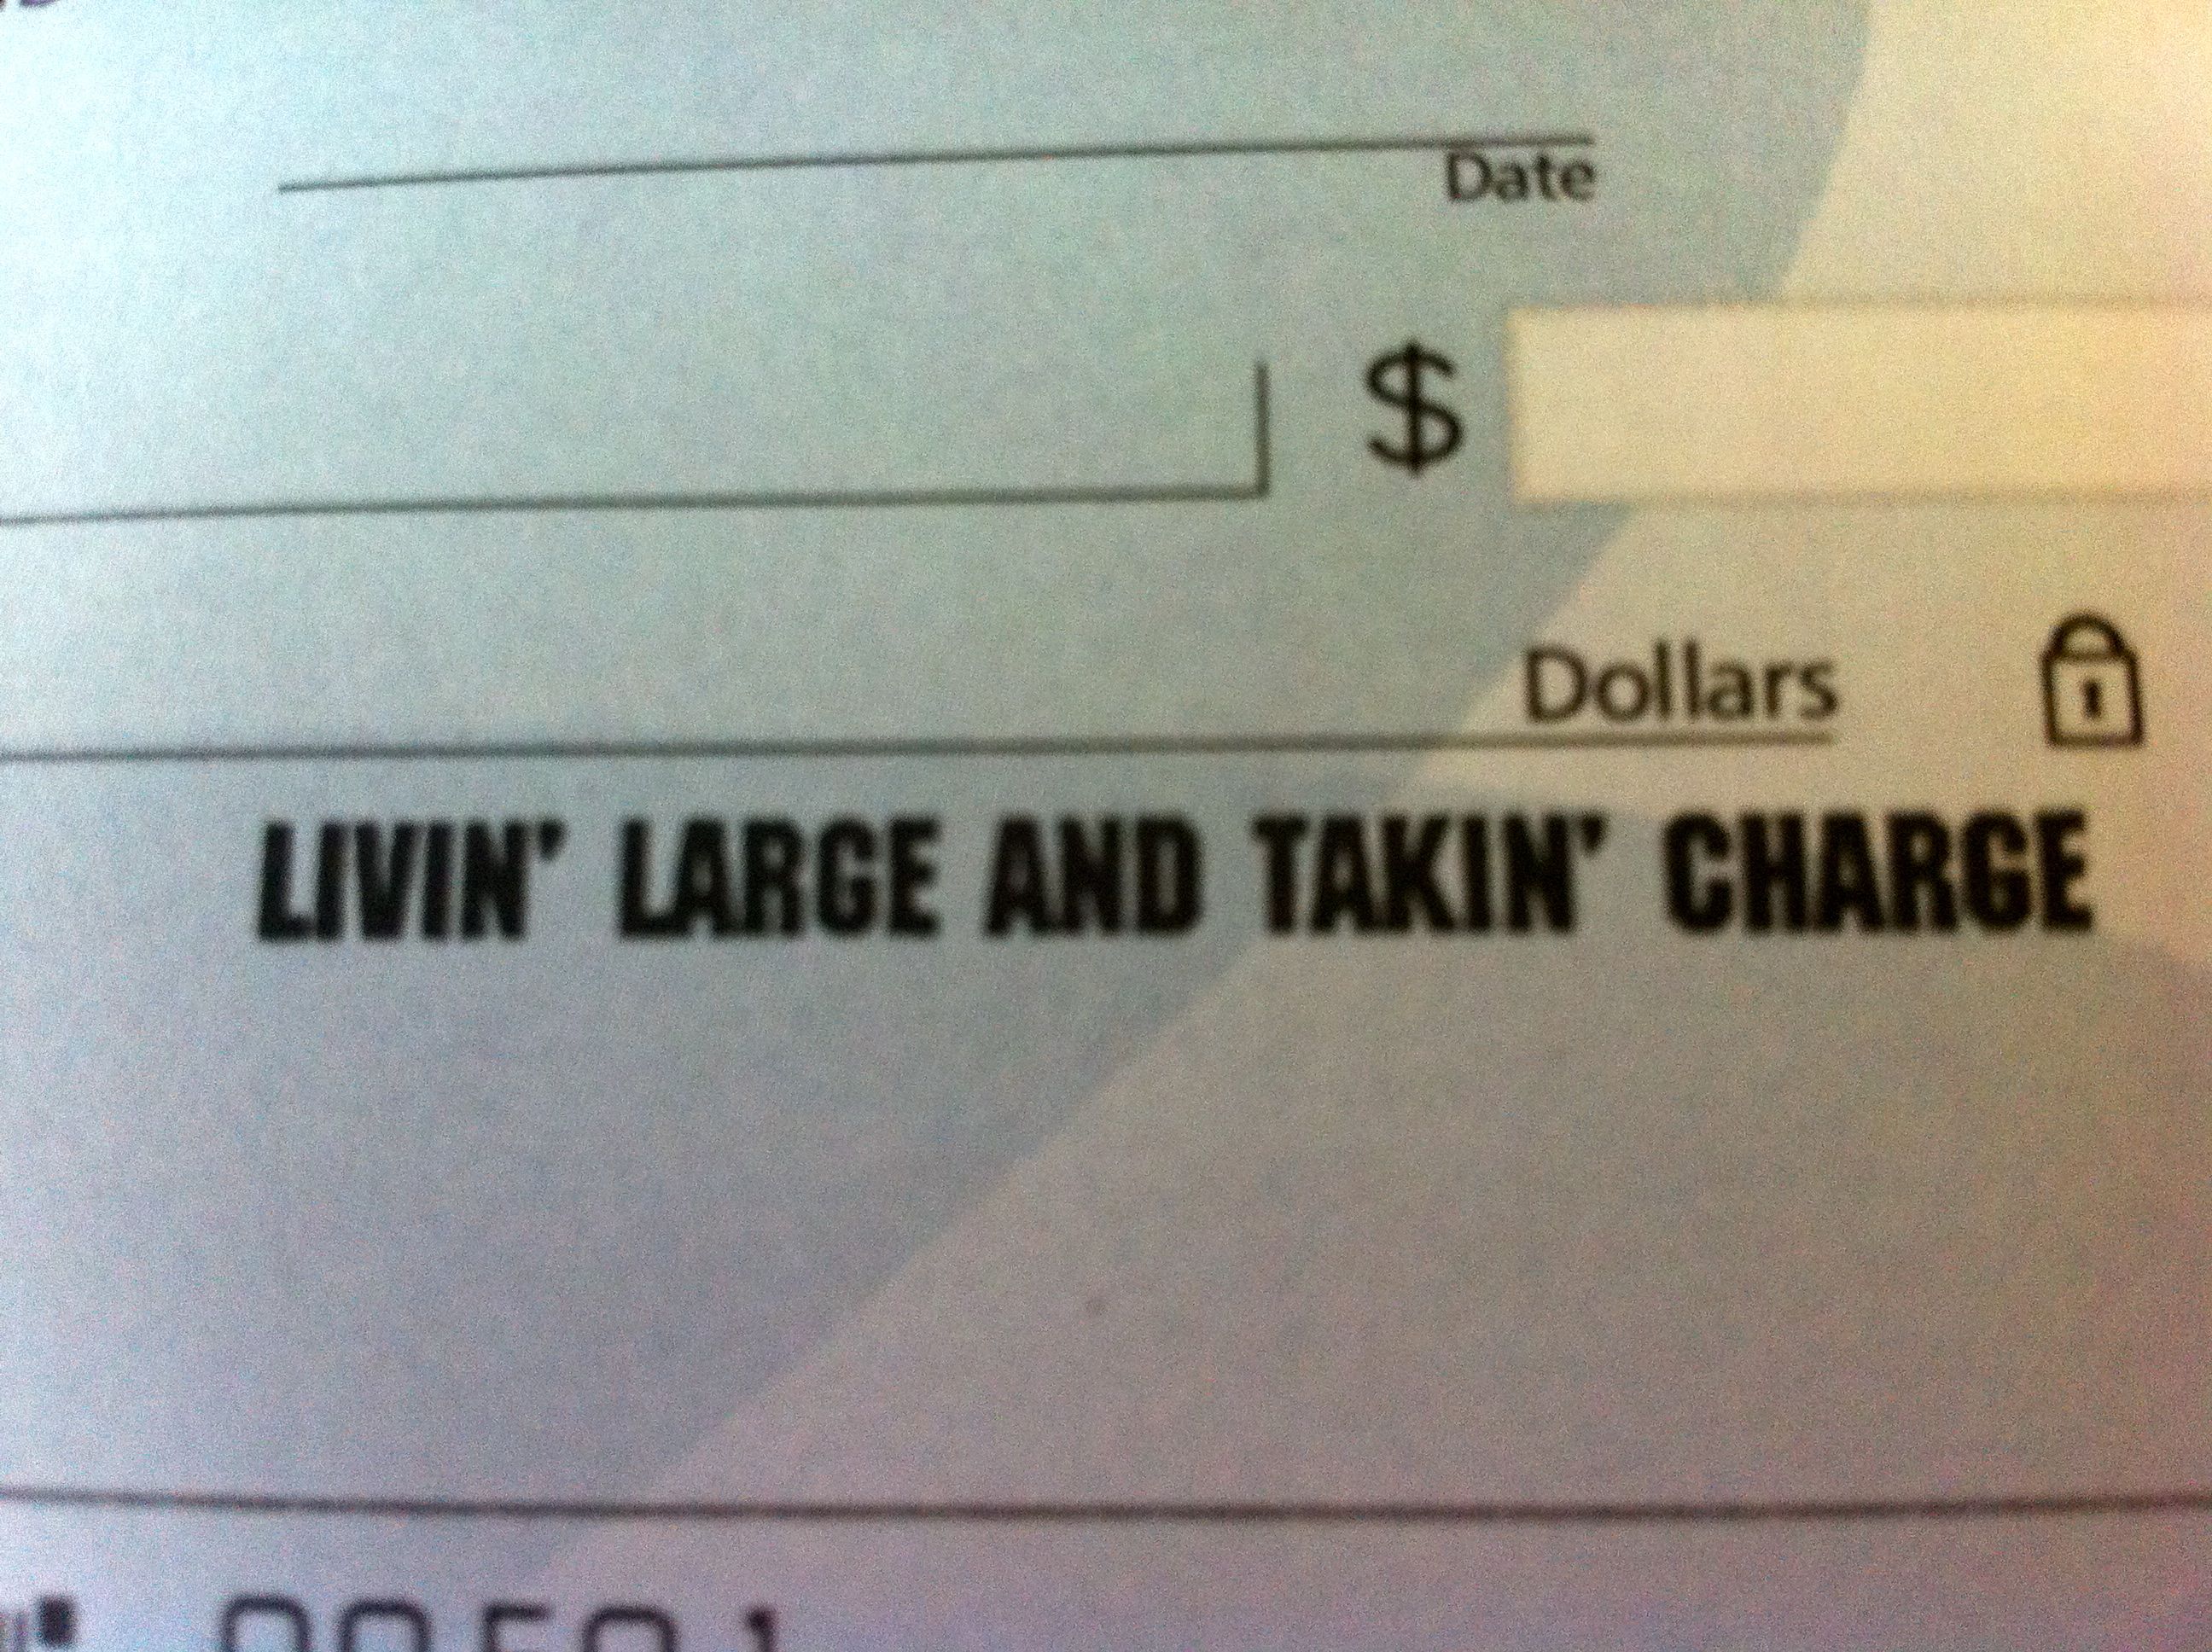 Date
$
Dollars
LIVIN' LARGE AND TAKIN' CHARGE